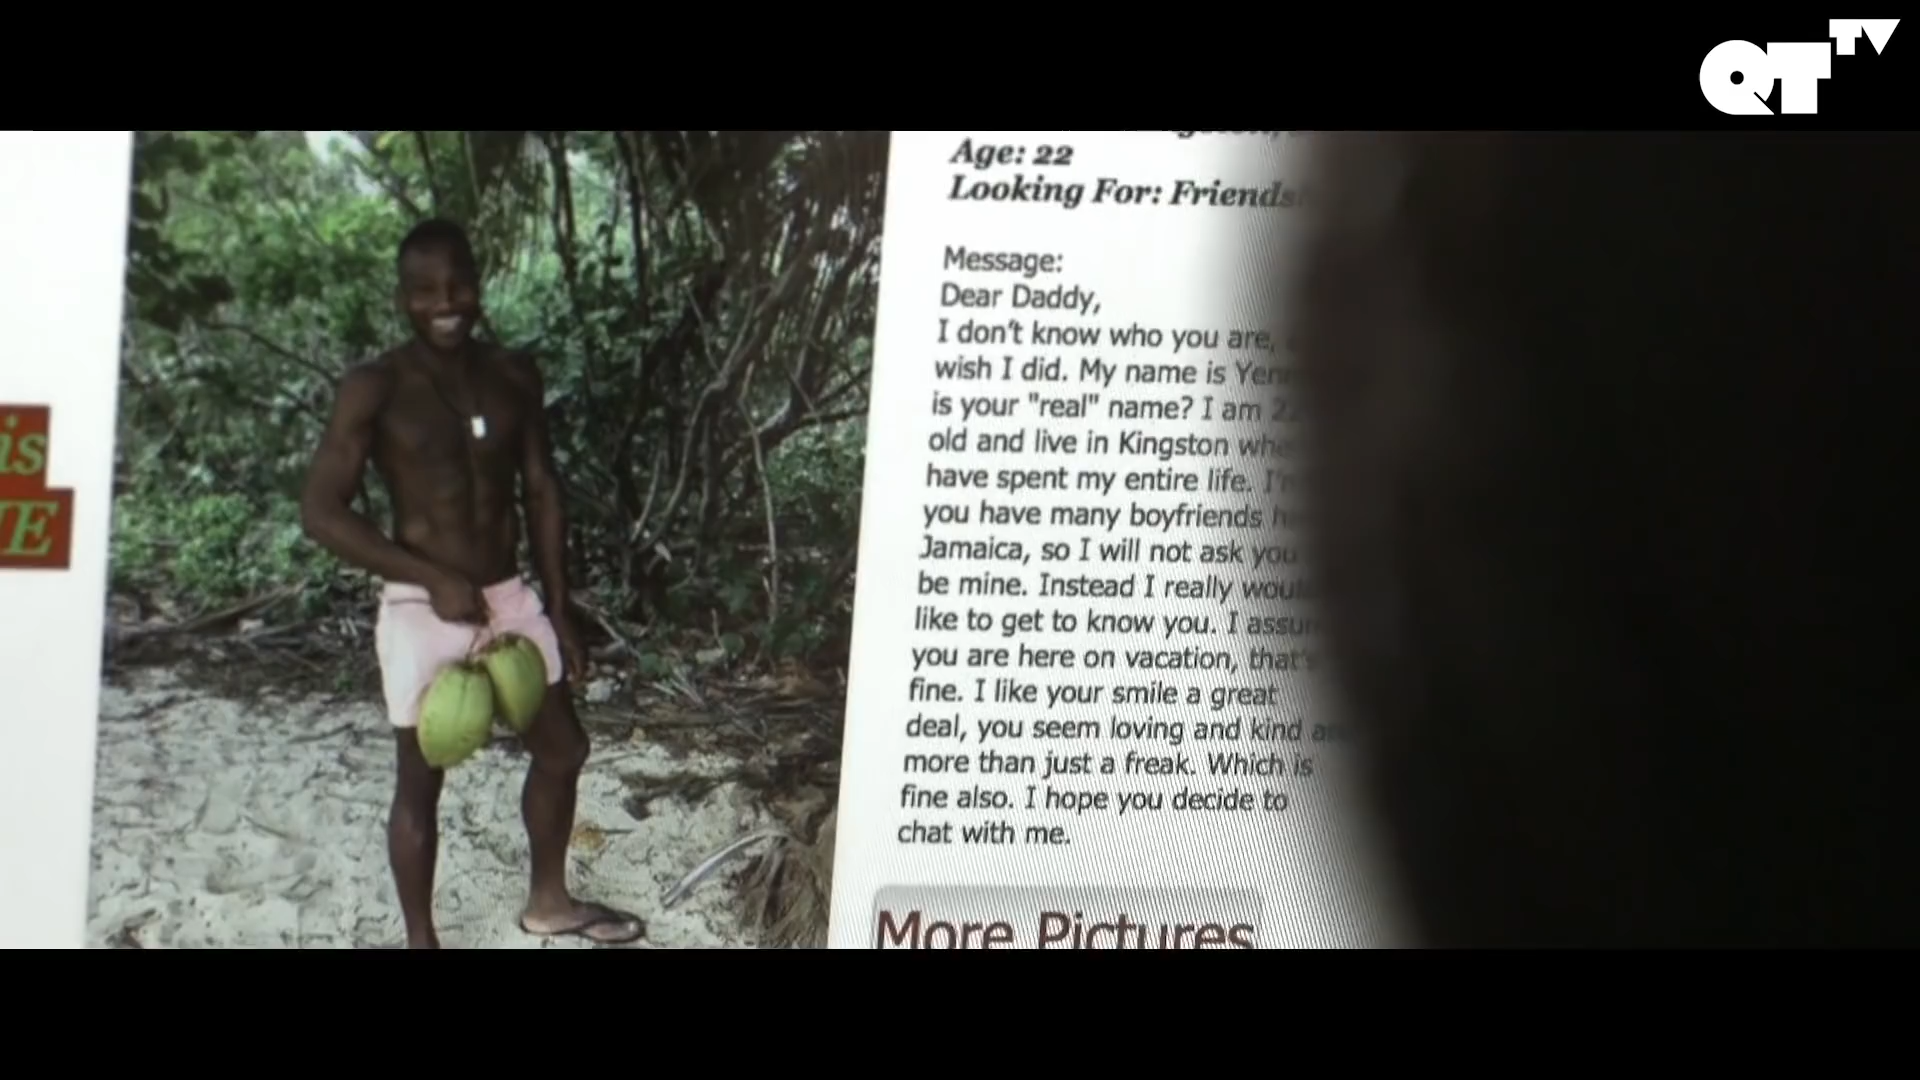 QT TV
Age: 22
Looking For: Friends
Message:
Dear Daddy,
I don't know who you are,
wish I did. My name is
is your "real" name? I am
old and live in Kingston
have spent my entire life. I'm
you have many boyfriends
Jamaica, so I will not ask you
be mine. Instead I really
like to get to know you. I
you are here on vacation, that's
fine. I like your smile a great
deal, you seem loving and kind
more than just a freak. Which is
fine also. I hope you decide to
chat with me.
More Pictures
is